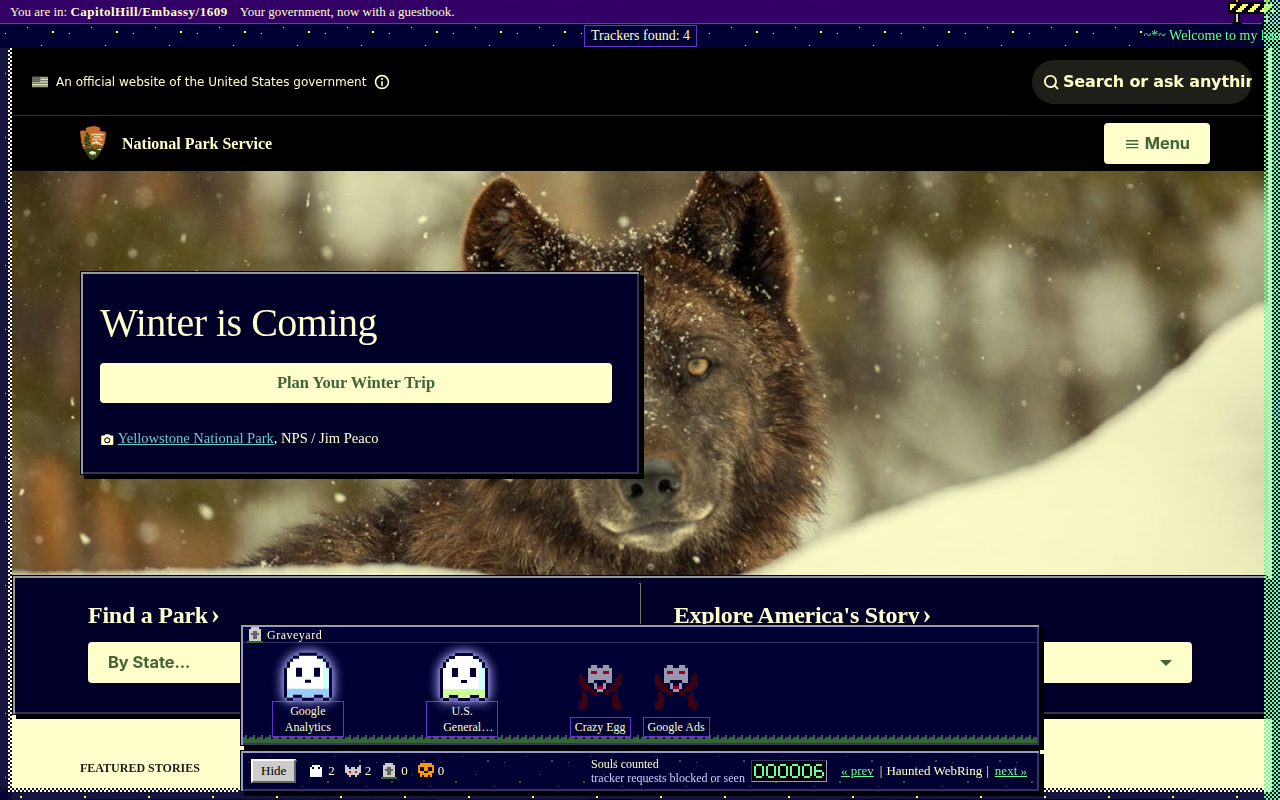 You are in: CapitolHill/Embassy/1609 Your government, now with a guestbook.
Trackers found: 4
~*~ Welcome to my
An official website of the United States government
Search or ask anythin
National Park Service
Menu
Winter is Coming
Plan Your Winter Trip
Yellowstone National Park, NPS / Jim Peaco
Find a Park ›
Explore America's Story ›
By State...
Graveyard
Google Analytics
U.S. General…
Crazy Egg
Google Ads
FEATURED STORIES
Hide
2
2
0
0
Souls counted
tracker requests blocked or seen
000006
« prev | Haunted WebRing | next »